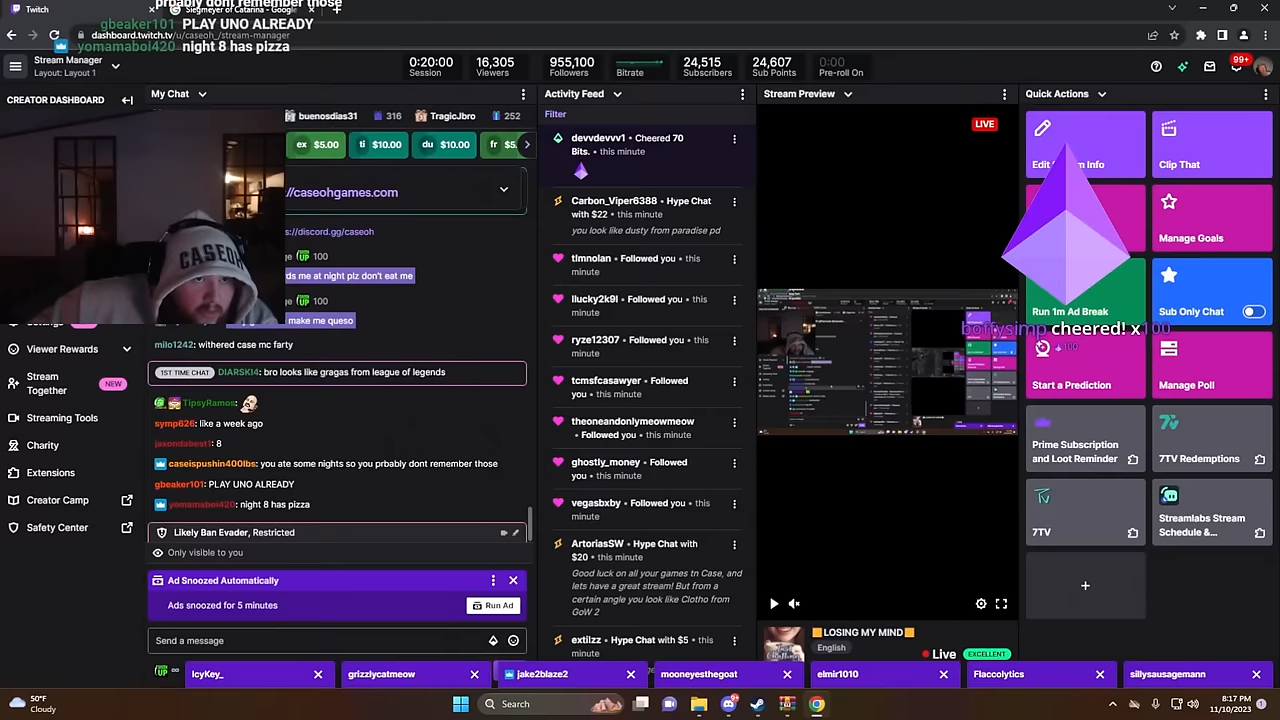 prbably dont remember those
Twitch
Siegmeyer of Catarina - Google
gbeaker101 PLAY UNO ALREADY
dashboard.twitch.tv/u/caseoh_/stream-manager
yomamaboi420 night 8 has pizza
Stream Manager
Layout: Layout 1
0:20:00
Session
16,305
Viewers
955,100
Followers
Bitrate
24,515
Subscribers
24,607
Sub Points
0:00
Pre-roll On
99+
CREATOR DASHBOARD
My Chat
Activity Feed
Stream Preview
Quick Actions
buenosdias31
316
TragicJbro
252
ex $5.00
ti $10.00
du $10.00
fr $5.
//caseohgames.com
s://discord.gg/caseoh
UP 100
ds me at night plz don't eat me
UP 100
make me queso
CASEOH
milo1242: withered case mc farty
1ST TIME CHAT DIARSKI4: bro looks like gragas from league of legends
TipsyRamos:
symp626: like a week ago
jaxondabest1: 8
caseispushin400lbs: you ate some nights so you prbably dont remember those
gbeaker101: PLAY UNO ALREADY
yomamaboi420: night 8 has pizza
Likely Ban Evader, Restricted
Only visible to you
Ad Snoozed Automatically
Ads snoozed for 5 minutes
Run Ad
Send a message
Viewer Rewards
Stream
Together
NEW
Streaming Tools
Charity
Extensions
Creator Camp
Safety Center
Filter
devvdevvv1 • Cheered 70
Bits. • this minute
Carbon_Viper6388 • Hype Chat
with $22 • this minute
you look like dusty from paradise pd
tlmnolan • Followed you • this
minute
llucky2k9l • Followed you • this
minute
ryze12307 • Followed you • this
minute
tcmsfcasawyer • Followed
you • this minute
theoneandonlymowmeow
• Followed you • this minute
ghostly_money • Followed
you • this minute
vegasbxby • Followed you • this
minute
ArtoriasSW • Hype Chat with
$20 • this minute
Good luck on all your games tn Case, and
lets have a great stream! But from a
certain angle you look like Clotho from
GoW 2
extilzz • Hype Chat with $5 • this
minute
LIVE
LOSING MY MIND
English
Live
EXCELLENT
Clip That
Manage Goals
Run 1m Ad Break
Sub Only Chat
bottysimp cheered! x100
100
Start a Prediction
Manage Poll
Prime Subscription
and Loot Reminder
7TV Redemptions
7TV
Streamlabs Stream
Schedule &...
IcyKey_
grizzlycatmeow
jake2blaze2
mooneyesthegoat
elmir1010
Flaccolytics
sillysausagemann
50°F
Cloudy
Search
8:17 PM
11/10/2023